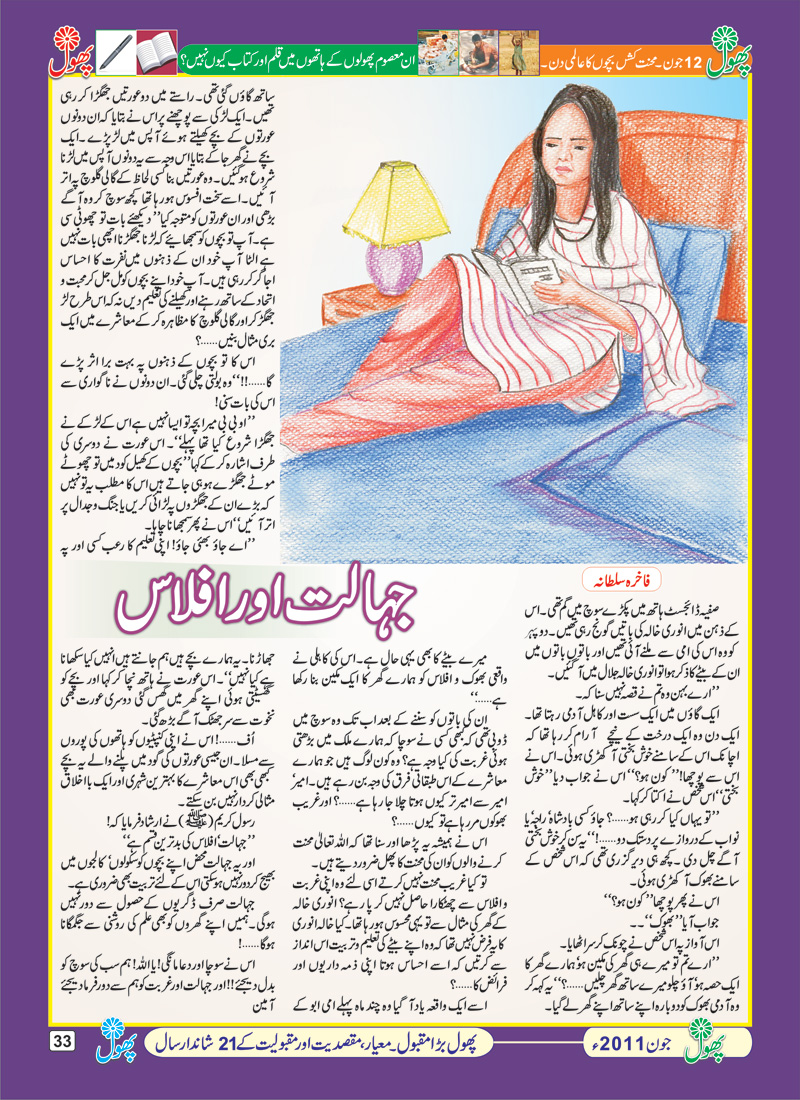 پھول
12 جون۔ محنت کش بچوں کا عالمی دن۔
ان معصوم پھولوں کے ہاتھوں میں قلم اور کتاب کیوں نہیں؟
پھول
جہالت اور افلاس
فاخرہ سلطانہ
صفیہ ڈائجسٹ ہاتھ میں پکڑے سوچ میں گم تھی۔ اس
کے ذہن میں انوری خالہ کی باتیں گونج رہی تھیں۔ دوپہر
کو وہ اس کی امی سے ملنے آئی تھیں اور باتوں باتوں میں
ان کے بیٹے کا ذکر ہوا تو انوری خالہ جلال میں آ گئیں۔
’’ارے بہن وہ تم نے قصہ نہیں سنا کہ۔
ایک گاؤں میں ایک سست اور کاہل آدمی رہتا تھا۔
ایک دن وہ ایک درخت کے نیچے آرام کر رہا تھا کہ
اچانک اس کے سامنے خوش بختی آ کھڑی ہوئی۔ اس نے
اس سے پوچھا!’’ کون ہو؟‘‘ اس نے جواب دیا’’ خوش
بختی‘‘ اس شخص نے اکتا کر کہا۔
’’تو یہاں کیا کر رہی ہو......؟ جاؤ کسی بادشاہ‘ راجہ‘ یا
نواب کے دروازے پر دستک دو......!‘‘ یہ سن کر خوش بختی
آگے چل دی۔ کچھ ہی دیر گزری تھی کہ اس شخص کے
سامنے بھوک آ کھڑی ہوئی۔
اس نے پھر پوچھا ’’کون ہو؟‘‘
جواب آیا ’’بھوک‘‘۔۔
اس آواز پہ اس شخص نے چونک کر سر اٹھایا۔
’’ارے تم تو میرے ہی گھر کی مکین ہو‘ ہمارے گھر کا
ایک حصہ ہو‘ آؤ چلو میرے ساتھ گھر چلیں......؟‘‘ یہ کہہ کر
وہ آدمی بھوک کو دوبارہ اپنے ساتھ اپنے گھر لے گیا۔
میرے بیٹے کا بھی یہی حال ہے۔ اس کی کاہلی نے
واقعی بھوک و افلاس کو ہمارے گھر کا ایک مکین بنا رکھا
ہے......‘‘
ان کی باتوں کو سننے کے بعد اب تک وہ سوچ میں
ڈوبی تھی کہ بھی کسی نے سوچا کہ ہمارے ملک میں بڑھتی
ہوئی غربت کی کیا وجہ ہے؟ وہ کون لوگ ہیں جو ہمارے
معاشرے کے اس طبقاتی فرق کی وجہ بن رہے ہیں۔ امیر‘
امیر سے امیر تر کیوں ہوتا چلا جا رہا ہے......؟ اور غریب
بھوکوں مر رہا ہے تو کیوں......؟
اس نے ہمیشہ یہ پڑھا اور سنا تھا کہ اللہ تعالیٰ محنت
کرنے والوں کو ان کی محنت کا پھل ضرور دیتے ہیں۔
تو کیا غریب محنت نہیں کرتے اسی لئے وہ اپنی غربت
و افلاس سے چھٹکارا حاصل نہیں کر پا رہے؟ انوری خالہ
کے گھر کی مثال سے تو یہی محسوس ہو رہا تھا۔ کیا خالہ انوری
کا یہ فرض نہیں تھا کہ وہ اپنے بیٹے کی تعلیم و تربیت اس انداز
سے کرتیں کہ اسے احساس ہوتا اپنی ذمہ داریوں اور
فرائض کا......؟
اسے ایک واقعہ یاد آ گیا وہ چند ماہ پہلے امی ابو کے
ساتھ گاؤں گئی تھی۔ راستے میں دو عورتیں جھگڑا کر رہی
تھیں۔ ایک لڑکی سے پوچھنے پر اس نے بتایا کہ ان دونوں
عورتوں کے بچے کھیلتے ہوئے آپس میں لڑ پڑے۔ ایک
بچے نے گھر جا کے بتایا اس وجہ سے یہ دونوں آپس میں لڑنا
شروع ہو گئیں۔ وہ عورتیں بنا کسی لحاظ کے گالی گلوچ پہ اتر
آئیں۔ اسے سخت افسوس ہو رہا تھا کچھ سوچ کر وہ آگے
بڑھی اور ان عورتوں کو متوجہ کیا’’ دیکھئے بات تو چھوٹی سی
ہے۔ آپ تو بچوں کو سمجھایئے کہ لڑنا جھگڑنا اچھی بات نہیں
ہے الٹا آپ خود ان کے ذہنوں میں نفرت کا احساس
اجاگر کر رہی ہیں۔ آپ خود اپنے بچوں کو مل جل کر محبت و
اتحاد کے ساتھ رہنے اور کھیلنے کی تعلیم دیں نہ کہ اس طرح لڑ
جھگڑ کر اور گالی گلوچ کا مظاہرہ کر کے معاشرے میں ایک
بری مثال بنیں......؟
اس کا تو بچوں کے ذہنوں پہ بہت برا اثر پڑے
گا......!!‘‘ وہ بولتی چلی گئی۔ ان دونوں نے ناگواری سے
اس کی بات سنی!
’’او بی بی میرا بچہ تو ایسا نہیں ہے اس کے لڑکے نے
جھگڑا شروع کیا تھا پہلے‘‘۔ اس عورت نے دوسری کی
طرف اشارہ کر کے کہا’’ بچوں کے کھیل کود میں تو چھوٹے
موٹے جھگڑے ہو ہی جاتے ہیں اس کا مطلب یہ تو نہیں
کہ بڑے ان کے جھگڑوں پہ لڑائی کریں یا جنگ و جدال پر
اتر آئیں‘‘ اس نے پھر سمجھانا چاہا۔
’’اے جاؤ بھئی جاؤ! اپنی تعلیم کا رعب کسی اور پہ
جھاڑنا۔ یہ ہمارے بچے ہیں ہم جانتے ہیں انہیں کیا سکھانا
ہے کیا نہیں‘‘۔ اس عورت نے ہاتھ نچا کر کہا اور بچے کو
گھسیٹتی ہوئی اپنے گھر میں گھس گئی دوسری عورت بھی
نخوت سے سر جھٹک آگے بڑھ گئی۔
اُف......! اس نے اپنی کنپٹیوں کو ہاتھوں کی پوروں
سے مسلا۔ ان جیسی عورتوں کی گود میں پلنے والے یہ بچے
کبھی بھی اس معاشرے کا بہترین شہری اور ایک با اخلاق
مثالی کردار نہیں بن سکتے۔
رسول کریم (ﷺ) نے ارشاد فرمایا کہ!
’’جہالت‘ افلاس کی بدترین قسم ہے‘‘
اور یہ جہالت محض اپنے بچوں کو سکولوں‘ کالجوں میں
بھیج کر دور نہیں ہو سکتی اس کے لئے تربیت بھی ضروری ہے۔
جہالت صرف ڈگریوں کے حصول سے دور نہیں
ہوگی۔ ہمیں اپنے گھروں کو بھی علم کی روشنی سے جگمگانا
ہوگا......!
اس نے سوچا اور دعا مانگی! یا اللہ! ہم سب کی سوچ کو
بدل دیجئے!!! اور جہالت اور غربت کو ہم سے دور فرما دیجئے
آمین
پھول
جون 2011ء
پھول بڑا مقبول۔ معیار، مقصدیت اور مقبولیت کے 21 شاندار سال
پھول
33